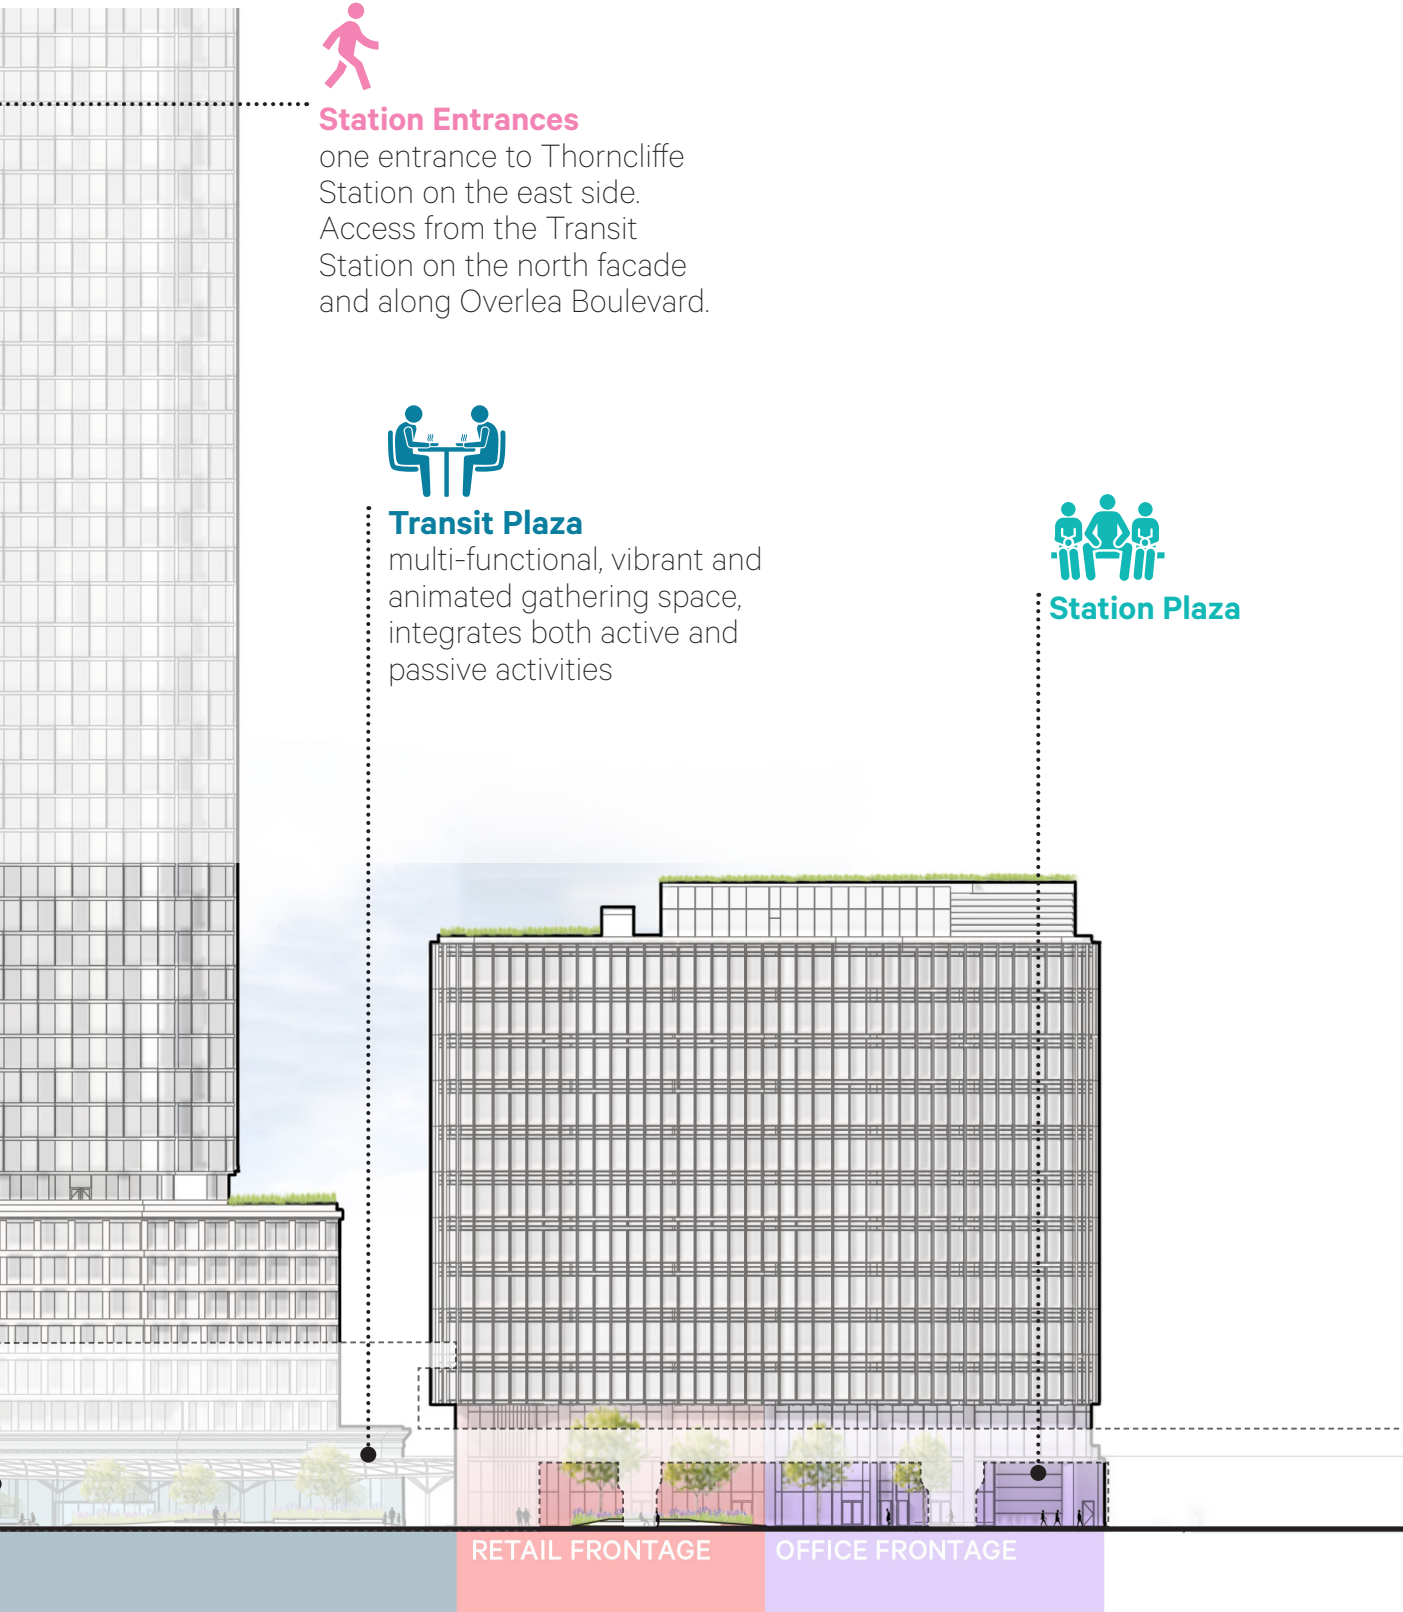 Station Entrances
one entrance to Thorncliffe
Station on the east side.
Access from the Transit
Station on the north facade
and along Overlea Boulevard.
Transit Plaza
multi-functional, vibrant and
animated gathering space,
integrates both active and
passive activities
Station Plaza
RETAIL FRONTAGE
OFFICE FRONTAGE